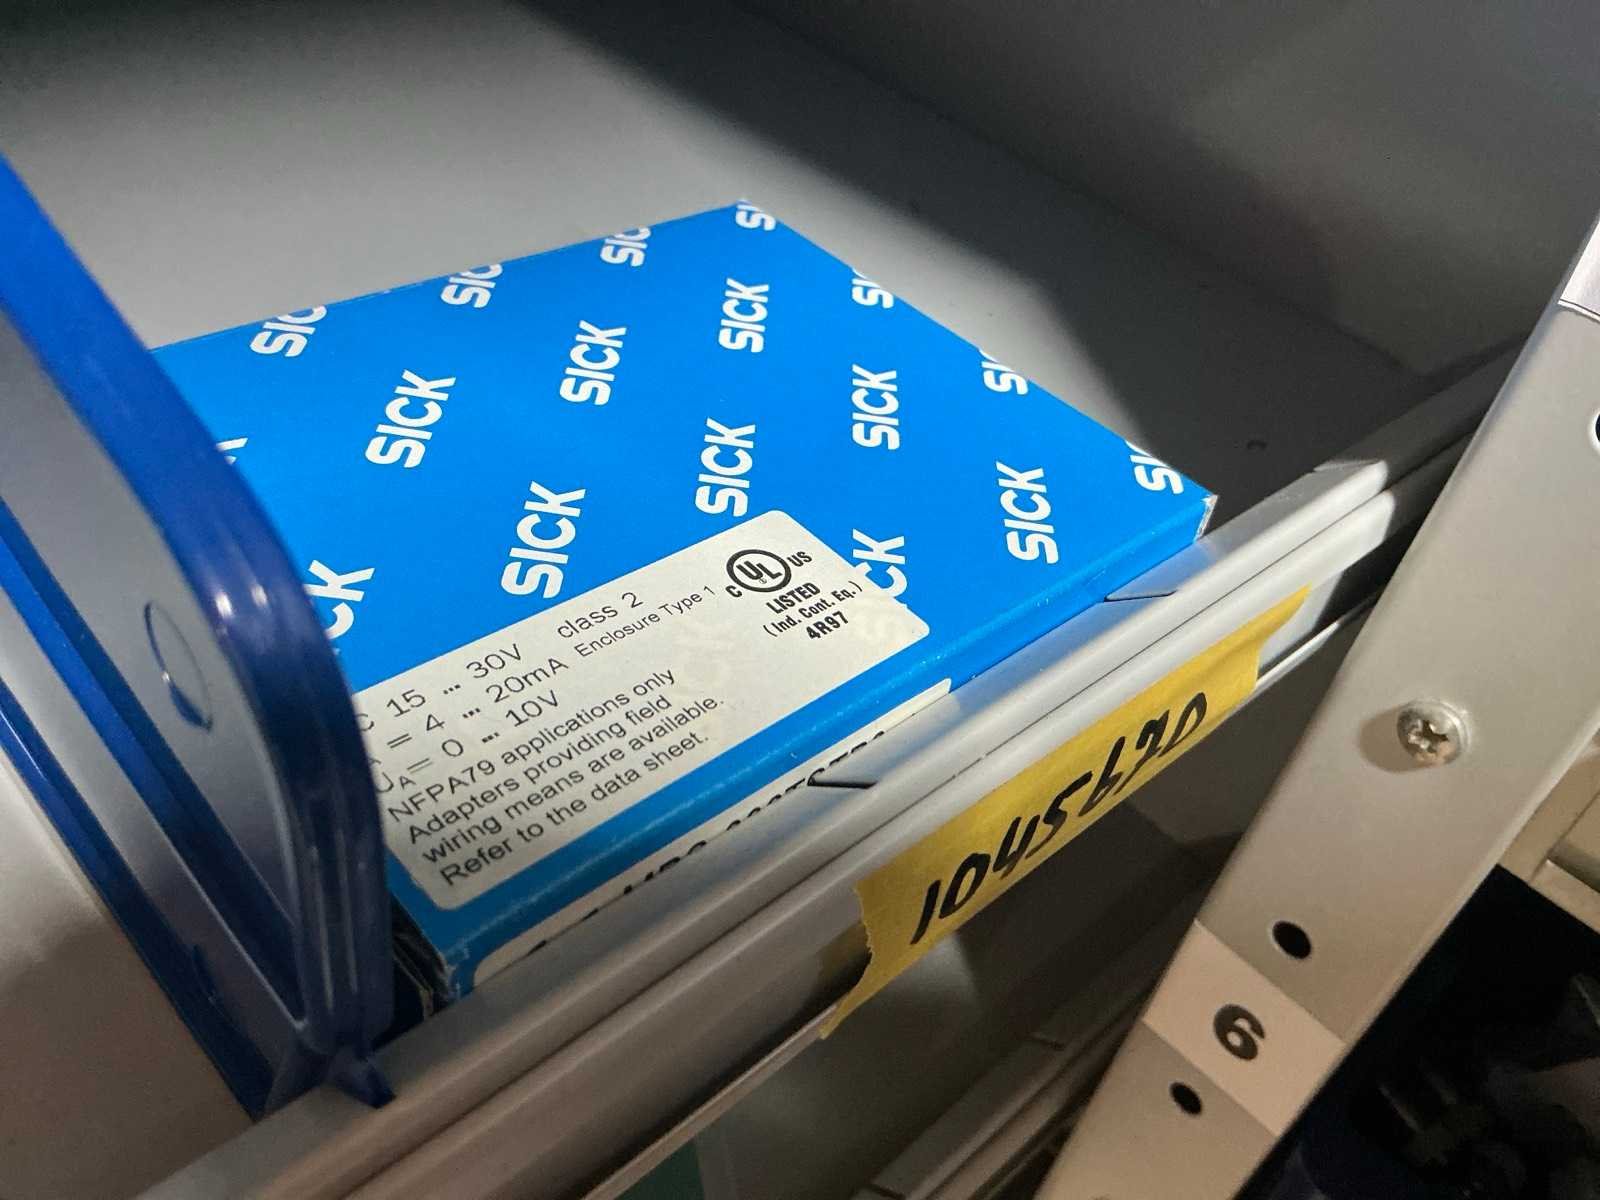 SICK
SICK
SICK
SICK
SICK
SICK
SICK
SICK
15 ... 30V class 2
= 4 ... 20mA Enclosure Type 1
UA = 0 ... 10V
NFPA79 applications only
Adapters providing field
wiring means are available.
Refer to the data sheet.
C UL US
LISTED
(Ind. Cont. Eq.)
4R97
1045670
6